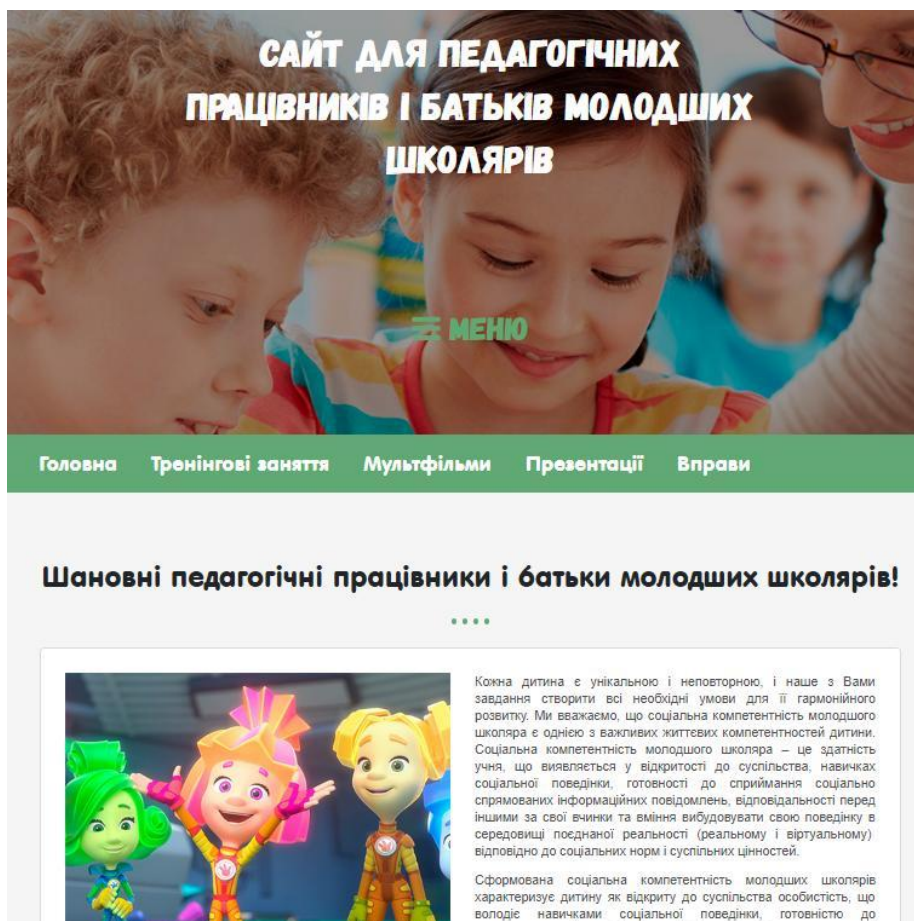 САЙТ ДЛЯ ПЕДАГОГІЧНИХ
ПРАЦІВНИКІВ І БАТЬКІВ МОЛОДШИХ
ШКОЛЯРІВ
МЕНЮ
Головна Тренінгові заняття Мультфільми Презентації Вправи
Шановні педагогічні працівники і батьки молодших школярів!
Кожна дитина є унікальною і неповторною, і наше з Вами
завдання створити всі необхідні умови для її гармонійного
розвитку. Ми вважаємо, що соціальна компетентність молодшого
школяра є однією з важливих життєвих компетентностей дитини.
Соціальна компетентність молодшого школяра – це здатність
учня, що виявляється у відкритості до суспільства, навичках
соціальної поведінки, готовності до сприймання соціально
спрямованих інформаційних повідомлень, відповідальності перед
іншими за свої вчинки та вміння вибудовувати свою поведінку в
середовищі поєднаної реальності (реальному і віртуальному)
відповідно до соціальних норм і суспільних цінностей.
Сформована соціальна компетентність молодших школярів
характеризує дитину як відкриту до суспільства особистість, що
володіє навичками соціальної поведінки, готовністю до